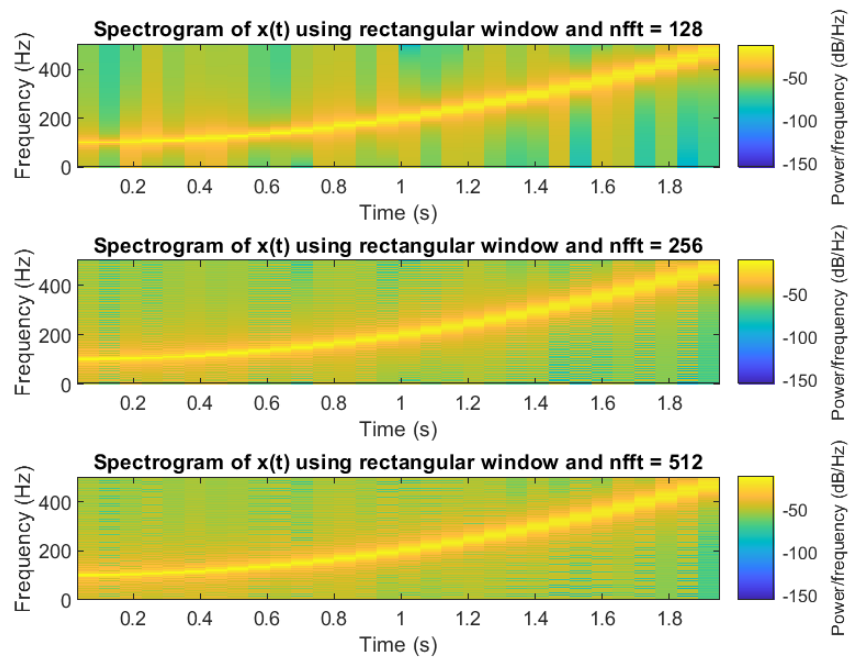 Spectrogram of x(t) using rectangular window and nfft = 128
Frequency (Hz)
400
200
0
0.2 0.4 0.6 0.8 1 1.2 1.4 1.6 1.8
Time (s)
-50
-100
-150
Power/frequency (dB/Hz)
Spectrogram of x(t) using rectangular window and nfft = 256
Frequency (Hz)
400
200
0
0.2 0.4 0.6 0.8 1 1.2 1.4 1.6 1.8
Time (s)
-50
-100
-150
Power/frequency (dB/Hz)
Spectrogram of x(t) using rectangular window and nfft = 512
Frequency (Hz)
400
200
0
0.2 0.4 0.6 0.8 1 1.2 1.4 1.6 1.8
Time (s)
-50
-100
-150
Power/frequency (dB/Hz)